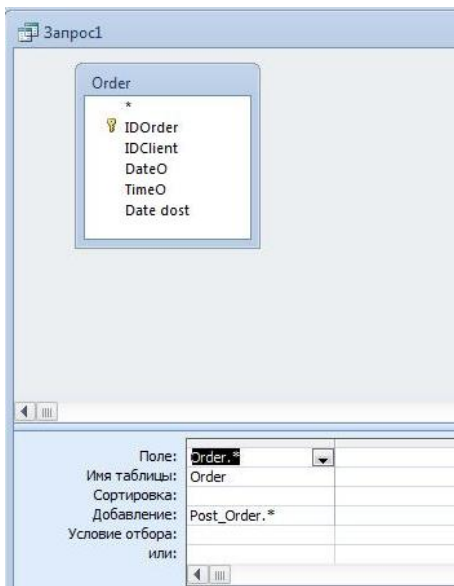 Запрос1
Order
*
IDOrder
IDClient
DateO
TimeO
Date dost
Поле: Order.*
Имя таблицы: Order
Сортировка:
Добавление: Post_Order.*
Условие отбора:
или: